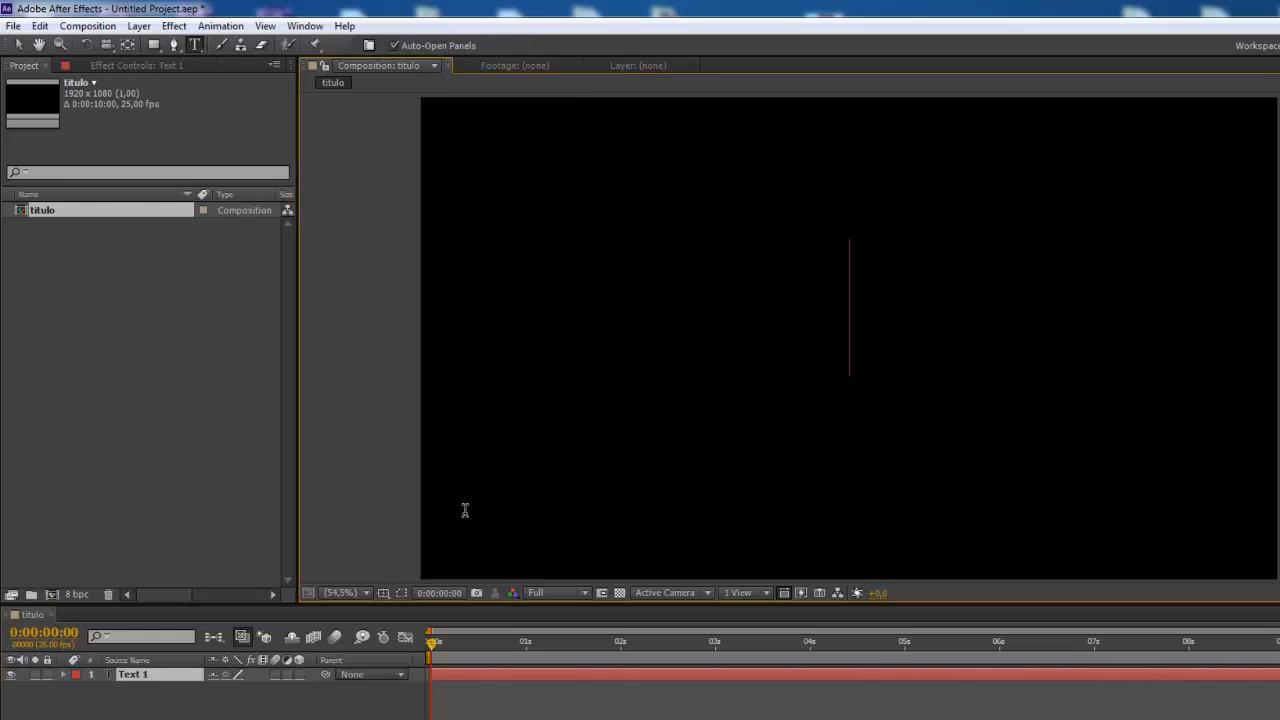 Adobe After Effects - Untitled Project.aep *
File Edit Composition Layer Effect Animation View Window Help
T Auto-Open Panels Workspac
Project Effect Controls: Text 1 Composition: titulo Footage: (none) Layer: (none)
titulo
titulo
1920 x 1080 (1,00)
Δ 0:00:10:00, 25,00 fps
Name Type Size
titulo Composition
8 bpc (54,5%) 0:00:00:00 Full Active Camera 1 View +0,0
titulo
0:00:00:00
00000 (25.00 fps)
01s 02s 03s 04s 05s 06s 07s 08s
# Source Name fx Parent
1 T Text 1 None